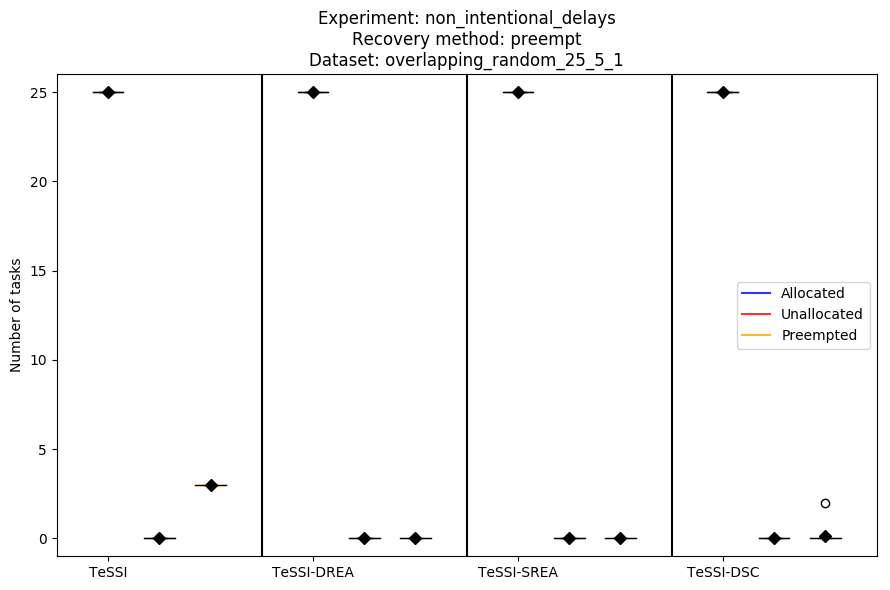 Experiment: non_intentional_delays
Recovery method: preempt
Dataset: overlapping_random_25_5_1
Number of tasks
25
20
15
10
5
0
Allocated
Unallocated
Preempted
TeSSI
TeSSI-DREA
TeSSI-SREA
TeSSI-DSC